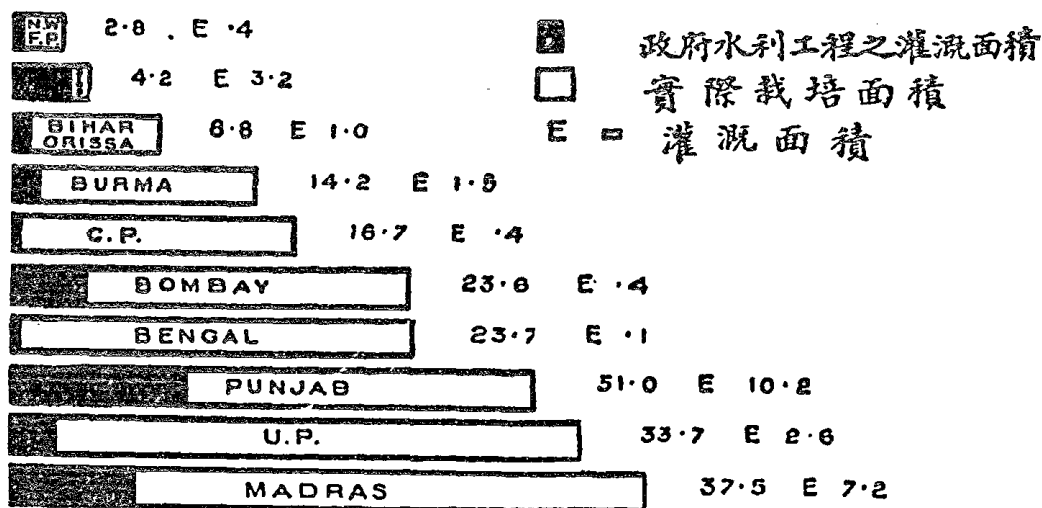 N.W.
F.P. 2·8 . E ·4
4·2 E 3·2
BIHAR
ORISSA 8·8 E 1·0
BURMA 14·2 E 1·5
C.P. 16·7 E ·4
BOMBAY 23·6 E ·4
BENGAL 23·7 E ·1
PUNJAB 31·0 E 10·2
U.P. 33·7 E 2·6
MADRAS 37·5 E 7·2
政府水利工程之灌溉面積
實際栽培面積
E = 灌溉面積